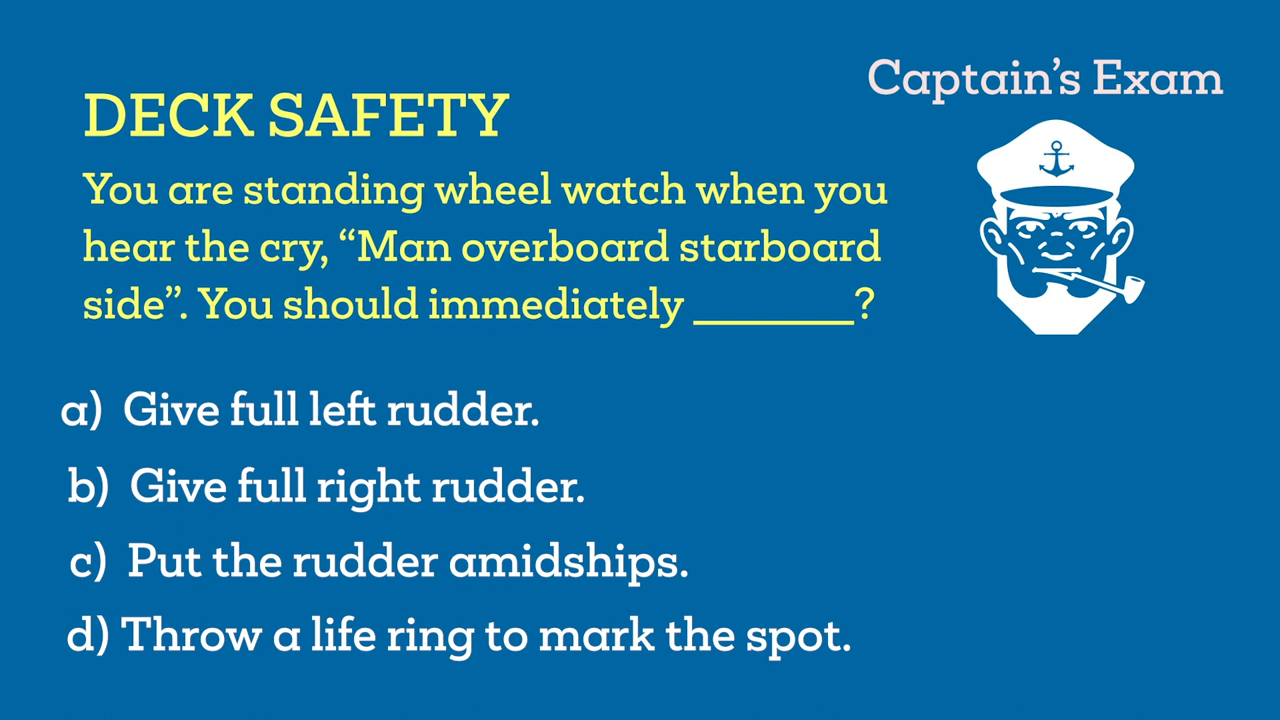 Captain's Exam
DECK SAFETY
You are standing wheel watch when you
hear the cry, “Man overboard starboard
side”. You should immediately ________?
a) Give full left rudder.
b) Give full right rudder.
c) Put the rudder amidships.
d) Throw a life ring to mark the spot.